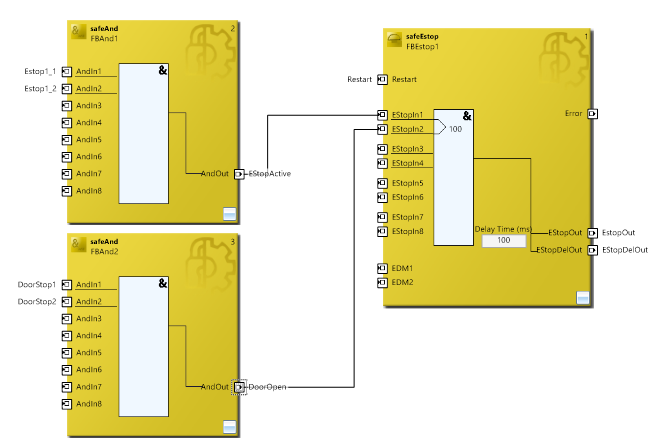 safeAnd 2
FBAnd1
&
Estop1_1 AndIn1
Estop1_2 AndIn2
AndIn3
AndIn4
AndIn5
AndIn6
AndIn7 AndOut EStopActive
AndIn8
safeAnd 3
FBAnd2
&
DoorStop1 AndIn1
DoorStop2 AndIn2
AndIn3
AndIn4
AndIn5
AndIn6
AndIn7 AndOut DoorOpen
AndIn8
safeEstop 1
FBEstop1
Restart Restart
&
EStopIn1 Error
EStopIn2 100
EStopIn3
EStopIn4
EStopIn5
EStopIn6
EStopIn7
Delay Time (ms)
EStopIn8 EStopOut EstopOut
100
EStopDelOut EStopDelOut
EDM1
EDM2